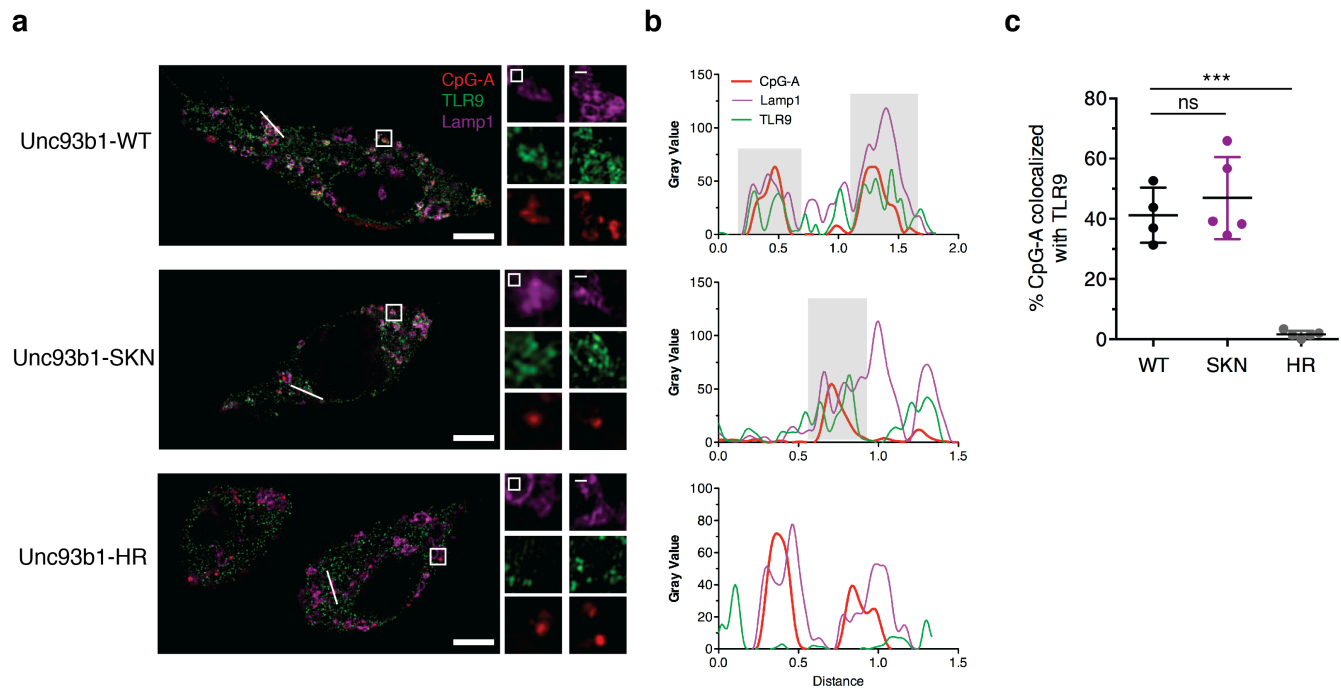 a
b
c
CpG-A
TLR9
Lamp1
Unc93b1-WT
Unc93b1-SKN
Unc93b1-HR
150
100
50
0
Gray Value
CpG-A
Lamp1
TLR9
0.0 0.5 1.0 1.5 2.0
150
100
50
0
Gray Value
0.0 0.5 1.0 1.5
100
80
60
40
20
0
Gray Value
0.0 0.5 1.0 1.5
Distance
% CpG-A colocalized
with TLR9
80
60
40
20
0
***
ns
WT SKN HR